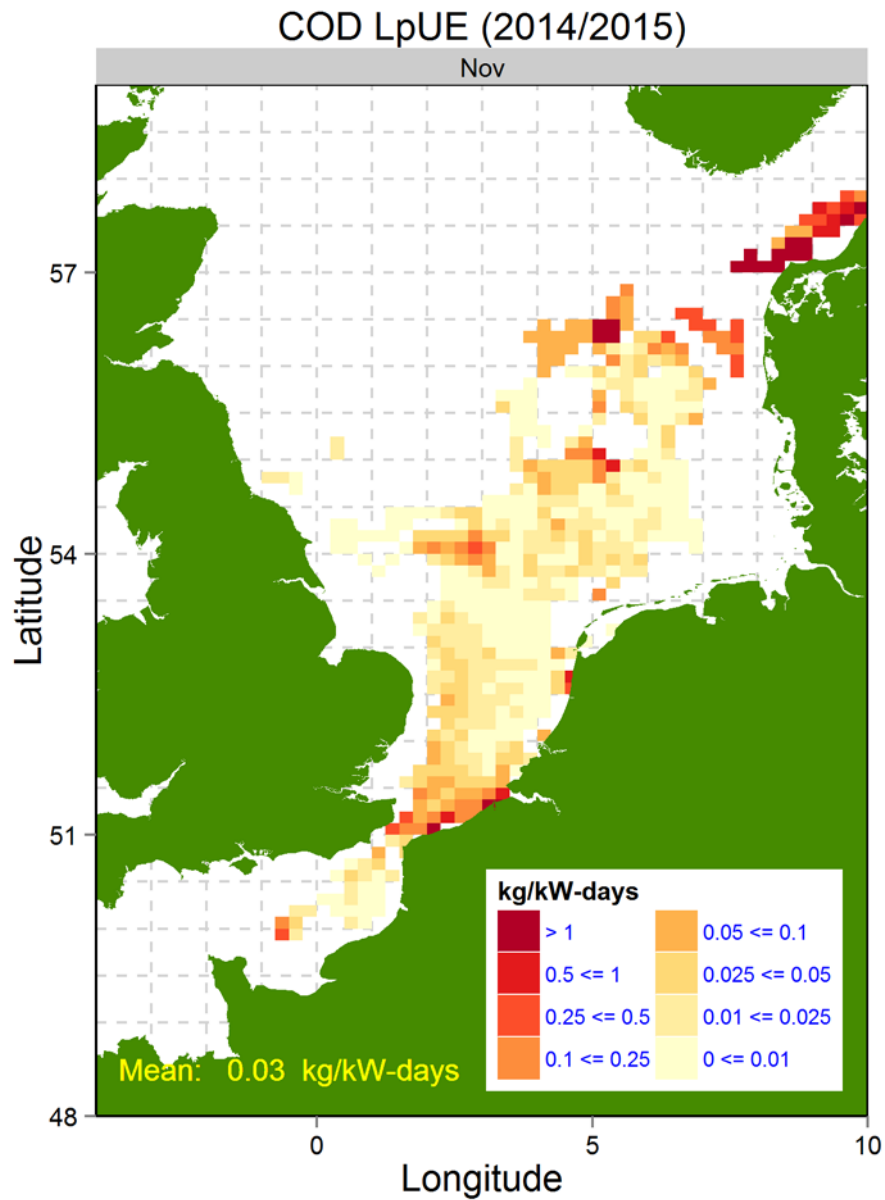 COD LpUE (2014/2015)
Nov
57
54
51
48
Latitude
kg/kW-days
> 1
0.5 <= 1
0.25 <= 0.5
0.1 <= 0.25
0.05 <= 0.1
0.025 <= 0.05
0.01 <= 0.025
0 <= 0.01
Mean: 0.03 kg/kW-days
0 5 10
Longitude